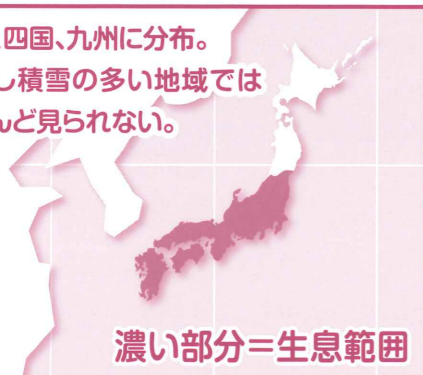 、四国、九州に分布。
し積雪の多い地域では
んど見られない。
濃い部分＝生息範囲